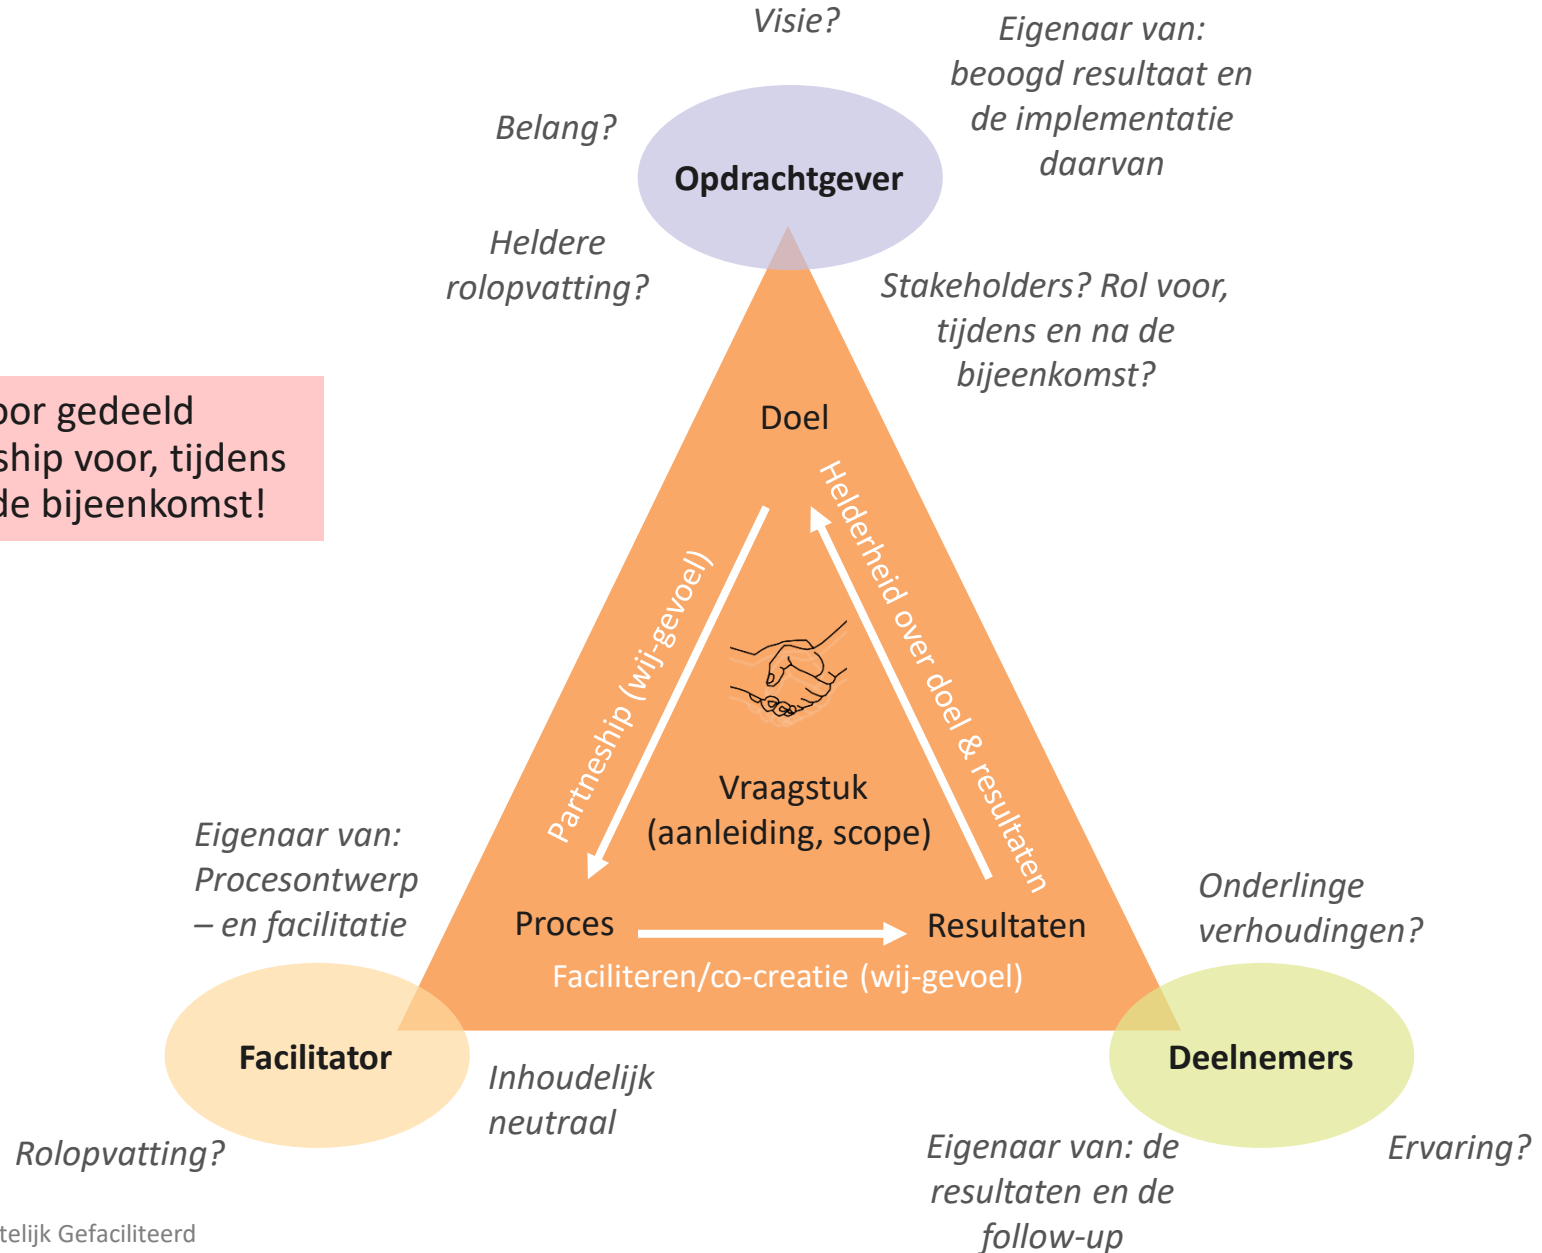 Visie?
Eigenaar van:
beoogd resultaat en
de implementatie
daarvan
Belang?
Opdrachtgever
Heldere
rolopvatting?
Stakeholders? Rol voor,
tijdens en na de
bijeenkomst?
oor gedeeld
ship voor, tijdens
de bijeenkomst!
Doel
Partneship (wij-gevoel)
Helderheid over doel & resultaten
Vraagstuk
(aanleiding, scope)
Eigenaar van:
Procesontwerp
– en facilitatie
Proces
Resultaten
Faciliteren/co-creatie (wij-gevoel)
Onderlinge
verhoudingen?
Facilitator
Deelnemers
Inhoudelijk
neutraal
Rolopvatting?
Eigenaar van: de
resultaten en de
follow-up
Ervaring?
telijk Gefaciliteerd